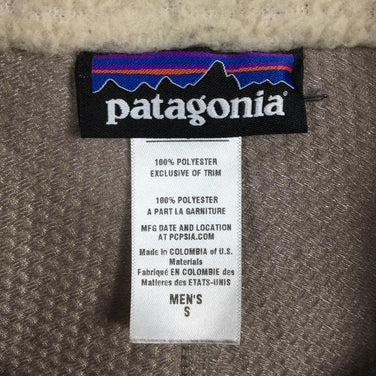 patagonia
100% POLYESTER
EXCLUSIVE OF TRIM
100% POLYESTER
A PART LA GARNITURE
MFG DATE AND LOCATION
AT PCPSIA.COM
Made in COLOMBIA of U.S.
Materials
Fabriqué EN COLOMBIE des
Matieres des ETATS-UNIS
MEN'S
S